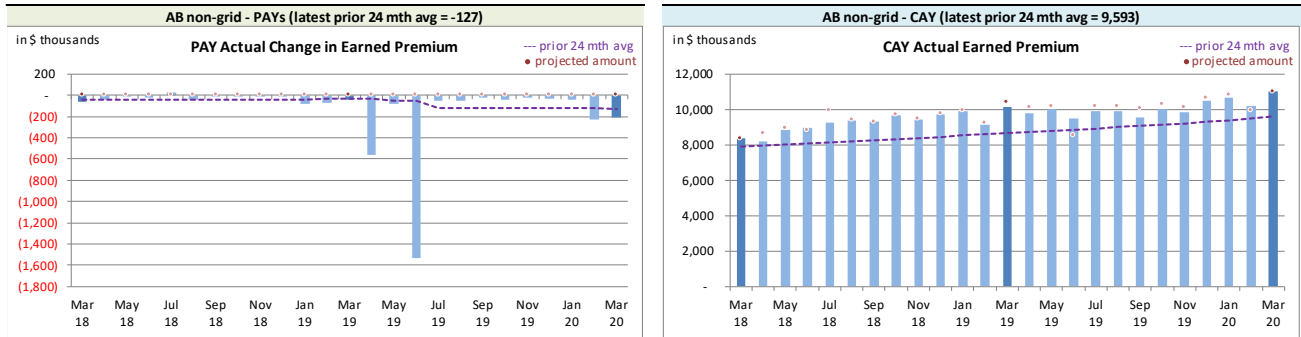 AB non-grid - PAYs (latest prior 24 mth avg = -127)
in $ thousands
PAY Actual Change in Earned Premium
--- prior 24 mth avg
• projected amount
200
-
(200)
(400)
(600)
(800)
(1,000)
(1,200)
(1,400)
(1,600)
(1,800)
Mar May Jul Sep Nov Jan Mar May Jul Sep Nov Jan Mar
18 18 18 18 18 19 19 19 19 19 19 20 20
AB non-grid - CAY (latest prior 24 mth avg = 9,593)
in $ thousands
CAY Actual Earned Premium
--- prior 24 mth avg
• projected amount
12,000
10,000
8,000
6,000
4,000
2,000
-
Mar May Jul Sep Nov Jan Mar May Jul Sep Nov Jan Mar
18 18 18 18 18 19 19 19 19 19 19 20 20